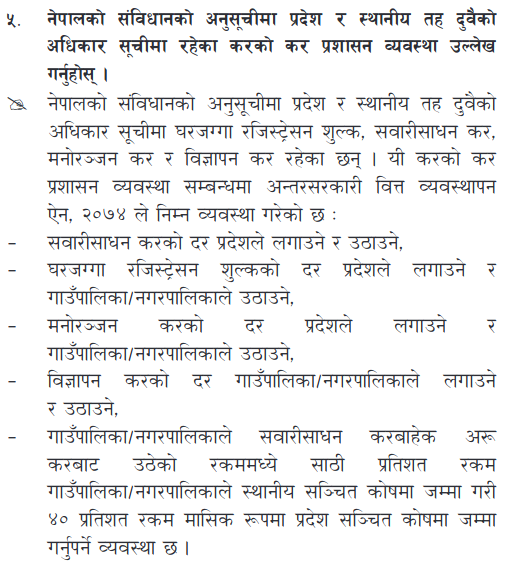 ५. नेपालको संविधानको अनुसूचीमा प्रदेश र स्थानीय तह दुवैको
अधिकार सूचीमा रहेका करको कर प्रशासन व्यवस्था उल्लेख
गर्नुहोस् ।
नेपालको संविधानको अनुसूचीमा प्रदेश र स्थानीय तह दुवैको
अधिकार सूचीमा घरजग्गा रजिस्ट्रेसन शुल्क, सवारीसाधन कर,
मनोरञ्जन कर र विज्ञापन कर रहेका छन् । यी करको कर
प्रशासन व्यवस्था सम्बन्धमा अन्तरसरकारी वित्त व्यवस्थापन
ऐन, २०७४ ले निम्न व्यवस्था गरेको छ :
– सवारीसाधन करको दर प्रदेशले लगाउने र उठाउने,
– घरजग्गा रजिस्ट्रेसन शुल्कको दर प्रदेशले लगाउने र
गाउँपालिका/नगरपालिकाले उठाउने,
– मनोरञ्जन करको दर प्रदेशले लगाउने र
गाउँपालिका/नगरपालिकाले उठाउने,
– विज्ञापन करको दर गाउँपालिका/नगरपालिकाले लगाउने
र उठाउने,
– गाउँपालिका/नगरपालिकाले सवारीसाधन करबाहेक अरू
करबाट उठेको रकममध्ये साठी प्रतिशत रकम
गाउँपालिका/नगरपालिकाले स्थानीय सञ्चित कोषमा जम्मा गरी
४० प्रतिशत रकम मासिक रूपमा प्रदेश सञ्चित कोषमा जम्मा
गर्नुपर्ने व्यवस्था छ ।